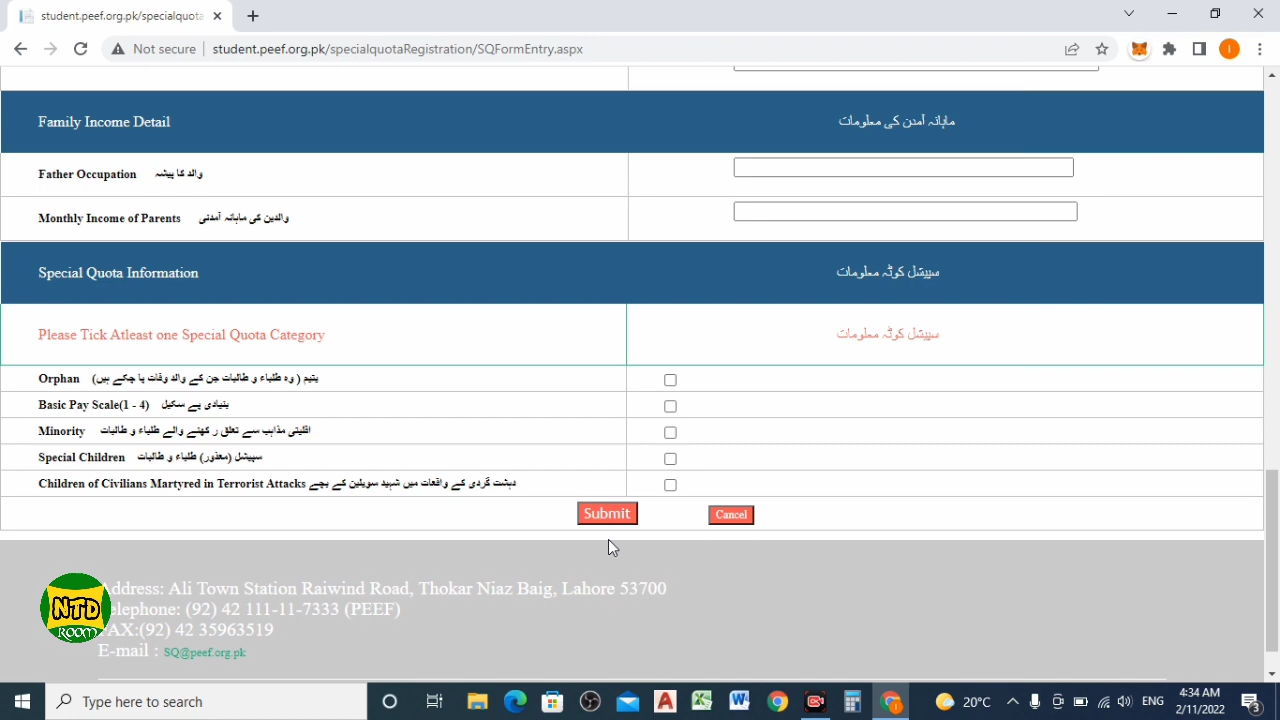 student.peef.org.pk/specialquota
Not secure student.peef.org.pk/specialquotaRegistration/SQFormEntry.aspx
I
Family Income Detail ماہانہ آمدن کی معلومات
Father Occupation والد کا پیشہ
Monthly Income of Parents والدین کی ماہانہ آمدنی
Special Quota Information سپیشل کوٹہ معلومات
Please Tick Atleast one Special Quota Category سپیشل کوٹہ معلومات
Orphan یتیم ( وہ طلباء و طالبات جن کے والد وفات پا چکے ہیں)
Basic Pay Scale(1 - 4) بنیادی پے سکیل
Minority اقلیتی مذاہب سے تعلق ر کھنے والے طلباء و طالبات
Special Children سپیشل (معذور) طلباء و طالبات
Children of Civilians Martyred in Terrorist Attacks دہشت گردی کے واقعات میں شہید سویلین کے بچے
Submit Cancel
Address: Ali Town Station Raiwind Road, Thokar Niaz Baig, Lahore 53700
elephone: (92) 42 111-11-7333 (PEEF)
FAX:(92) 42 35963519
E-mail : SQ@peef.org.pk
NTD
ROOM
Type here to search
20°C ENG 4:34 AM
2/11/2022 3